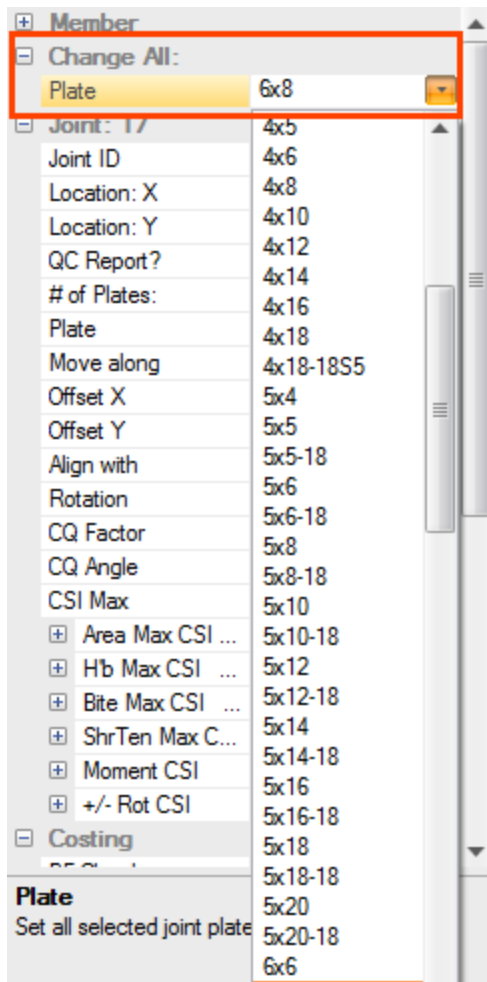 Member
Change All:
Plate 6x8
Joint: 17
Joint ID
Location: X
Location: Y
QC Report?
# of Plates:
Plate
Move along
Offset X
Offset Y
Align with
Rotation
CQ Factor
CQ Angle
CSI Max
Area Max CSI ...
H'b Max CSI ...
Bite Max CSI ...
ShrTen Max C...
Moment CSI
+/- Rot CSI
Costing
4x5
4x6
4x8
4x10
4x12
4x14
4x16
4x18
4x18-18S5
5x4
5x5
5x5-18
5x6
5x6-18
5x8
5x8-18
5x10
5x10-18
5x12
5x12-18
5x14
5x14-18
5x16
5x16-18
5x18
5x18-18
5x20
5x20-18
6x6
Plate
Set all selected joint plate